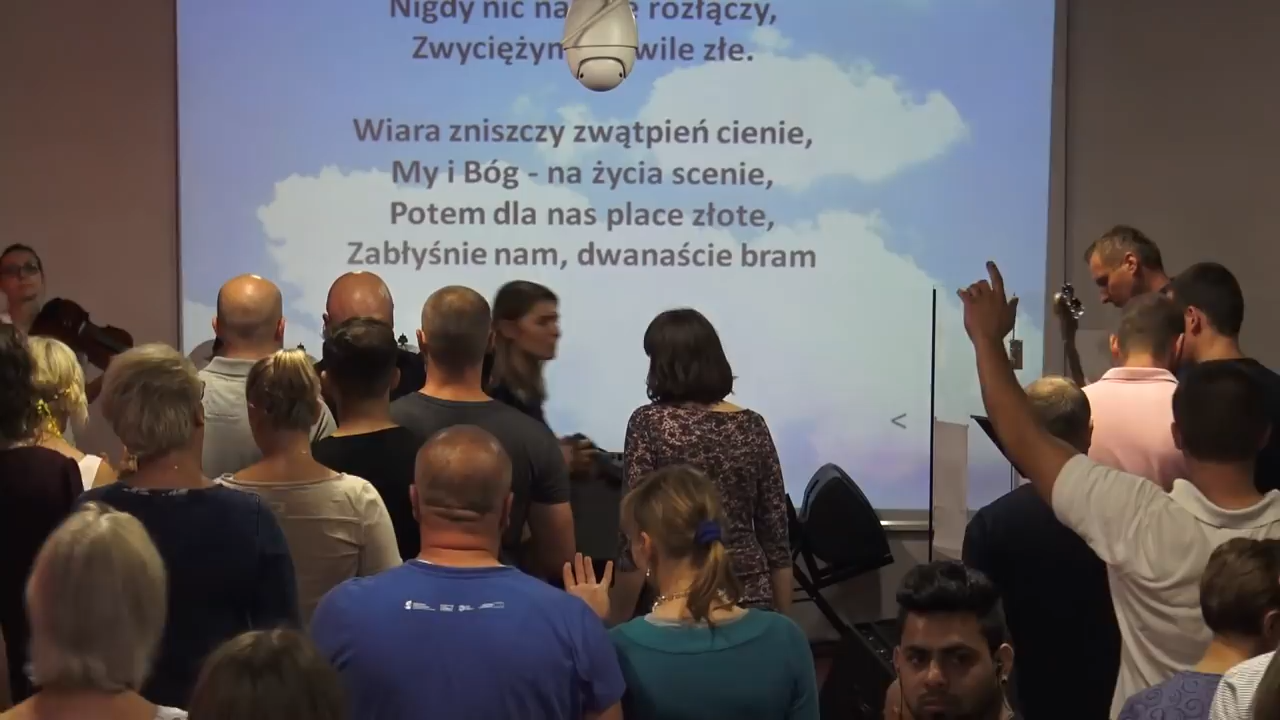 Nigdy nic na rozłączy,
Zwyciężym wile złe.
Wiara zniszczy zwątpień cienie,
My i Bóg - na życia scenie,
Potem dla nas place złote,
Zabłyśnie nam, dwanaście bram
<